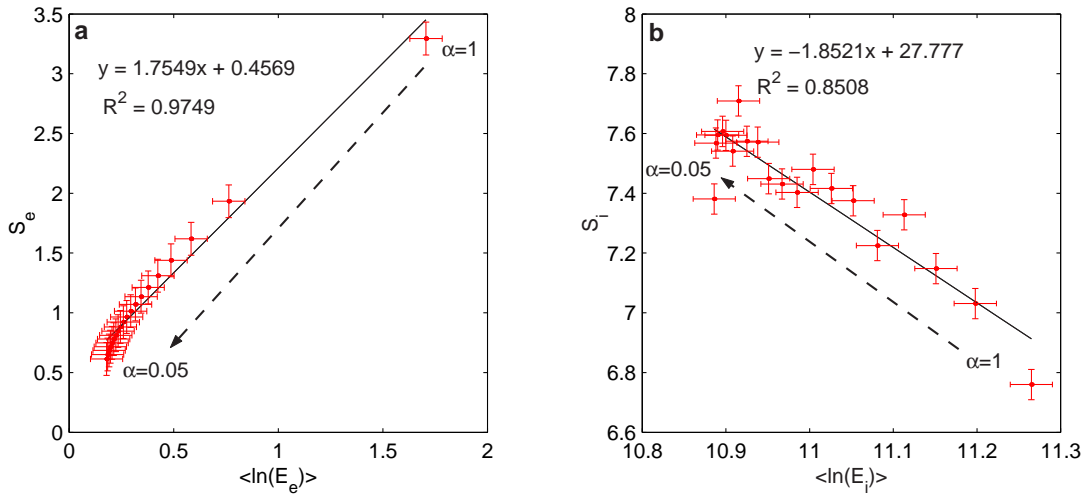 a
y = 1.7549x + 0.4569
R² = 0.9749
α=1
α=0.05
3.5
3
2.5
2
1.5
1
0.5
0
0
0.5
1
1.5
2
S_e
<ln(E_e)>
b
y = −1.8521x + 27.777
R² = 0.8508
α=0.05
α=1
8
7.8
7.6
7.4
7.2
7
6.8
6.6
10.8
10.9
11
11.1
11.2
11.3
S_i
<ln(E_i)>